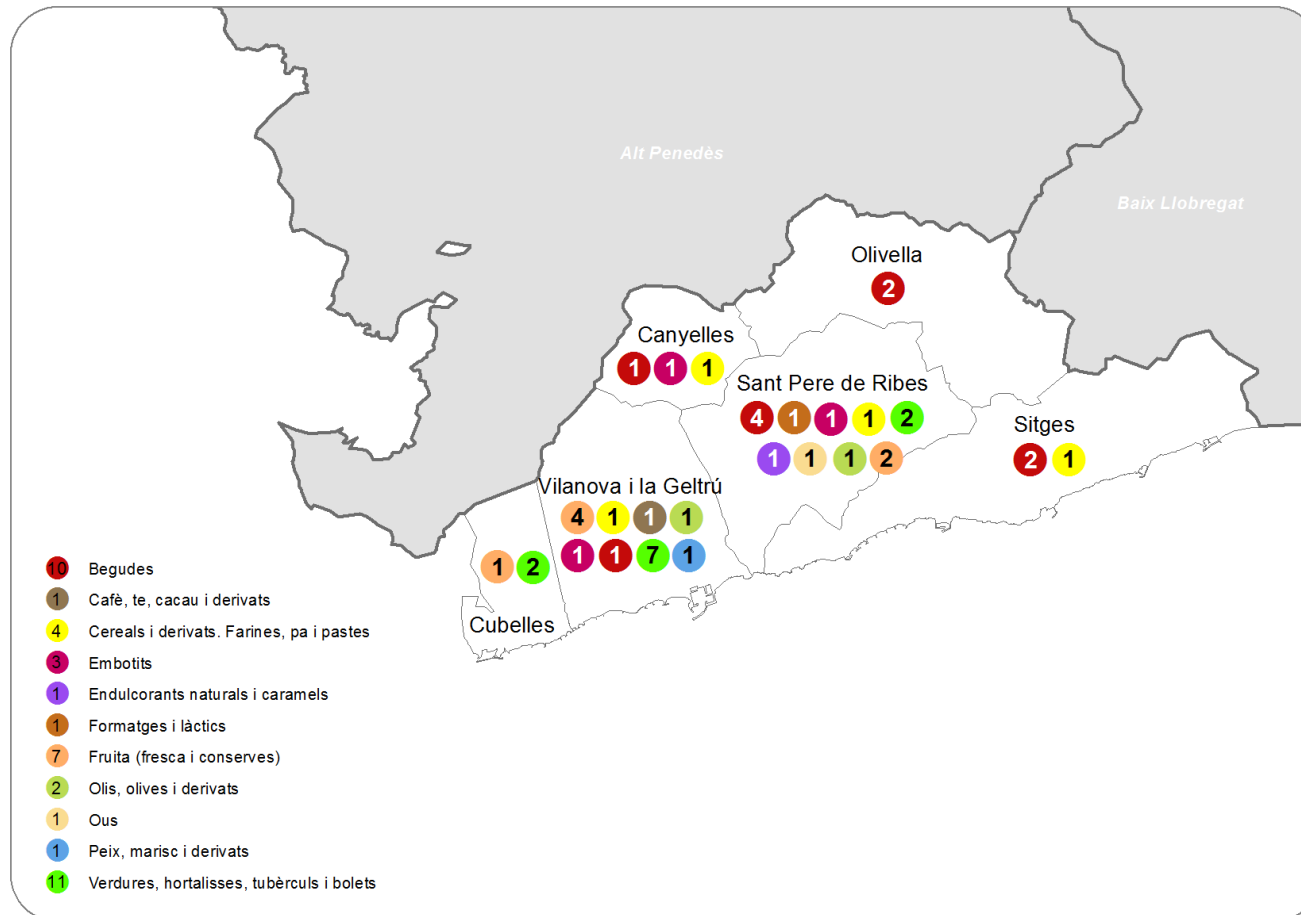 Alt Penedès
Baix Llobregat
Olivella
2
Canyelles
1 1 1
Sant Pere de Ribes
4 1 1 1 2
1 1 1 2
Sitges
2 1
Vilanova i la Geltrú
4 1 1 1
1 1 7 1
1 2
Cubelles
10 Begudes
1 Cafè, te, cacau i derivats
4 Cereals i derivats. Farines, pa i pastes
3 Embotits
1 Endulcorants naturals i caramels
1 Formatges i làctics
7 Fruita (fresca i conserves)
2 Olis, olives i derivats
1 Ous
1 Peix, marisc i derivats
11 Verdures, hortalisses, tubèrculs i bolets